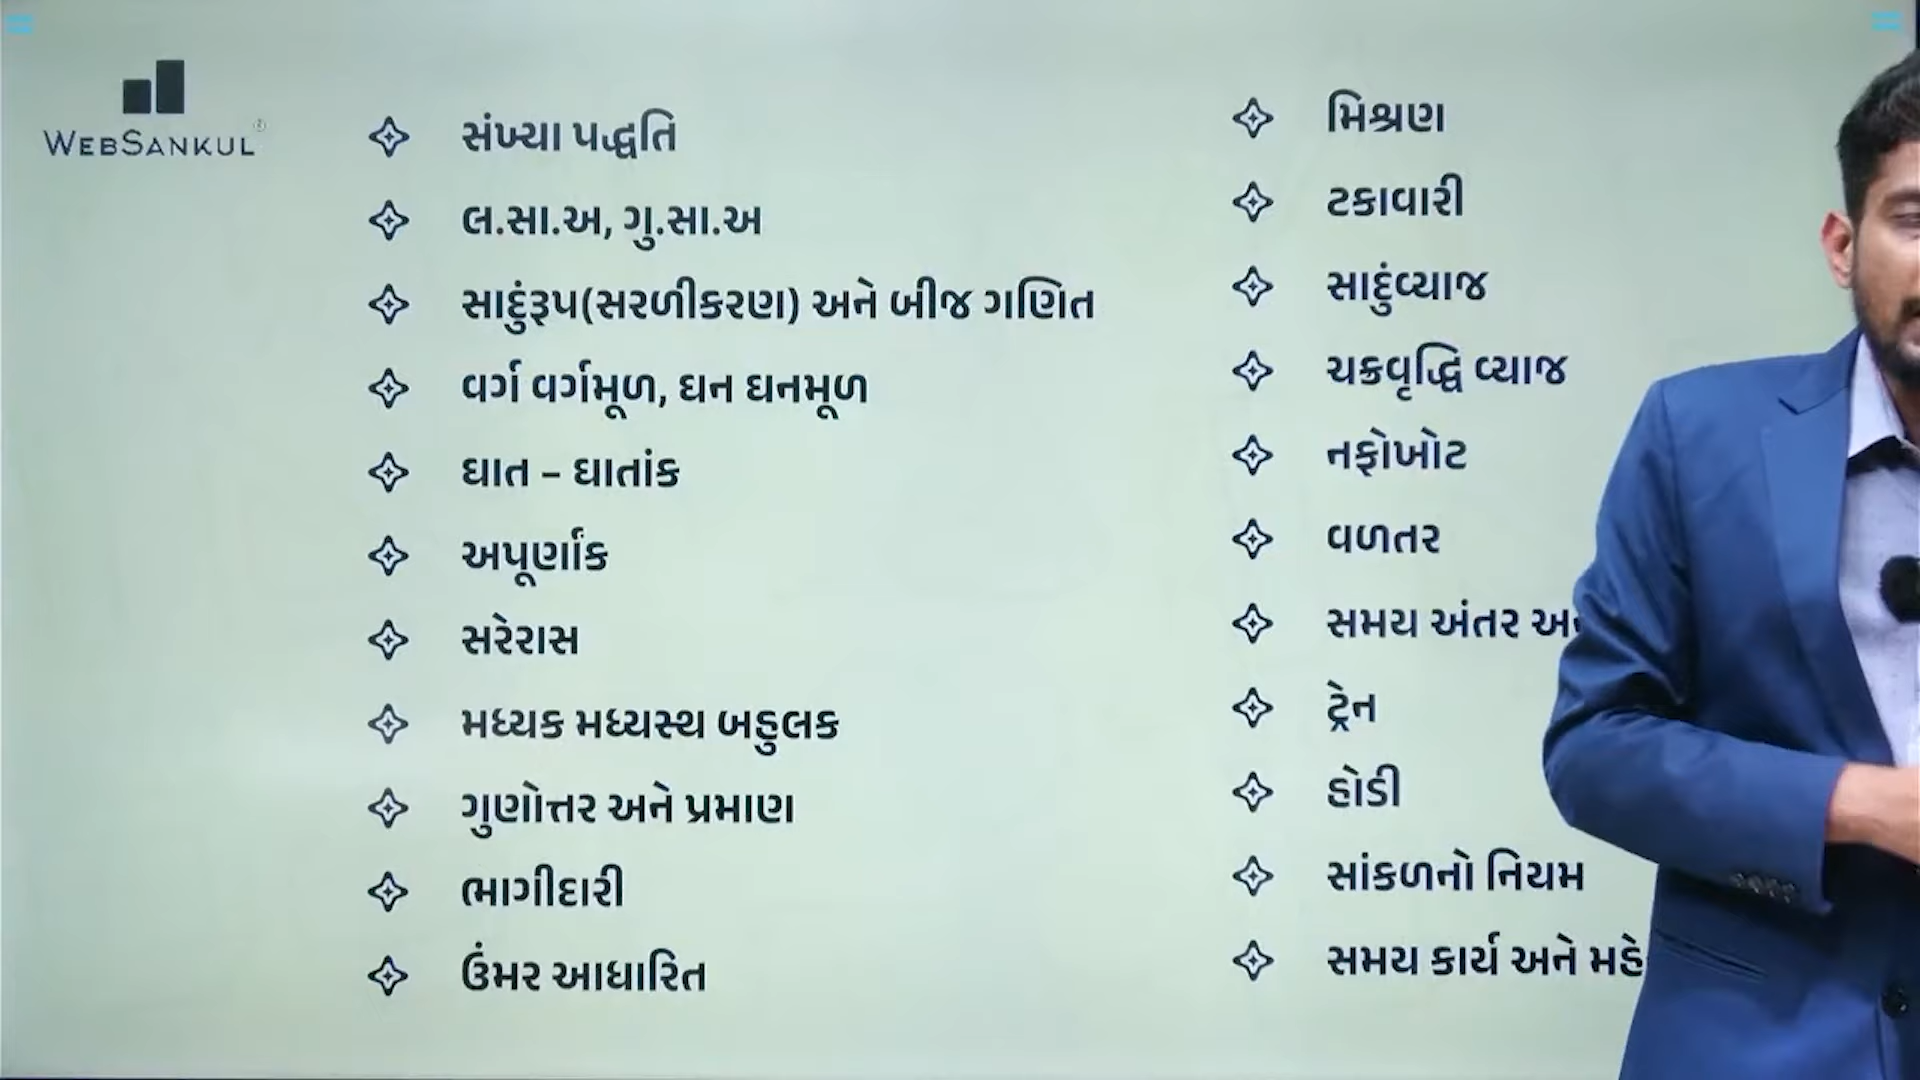 WEBSANKUL
સંખ્યા પદ્ધતિ
લ.સા.અ, ગુ.સા.અ
સાદુંરૂપ(સરળીકરણ) અને બીજ ગણિત
વર્ગ વર્ગમૂળ, ઘન ઘનમૂળ
ઘાત – ઘાતાંક
અપૂર્ણાંક
સરેરાસ
મધ્યક મધ્યસ્થ બહુલક
ગુણોત્તર અને પ્રમાણ
ભાગીદારી
ઉંમર આધારિત
મિશ્રણ
ટકાવારી
સાદુંવ્યાજ
ચક્રવૃદ્ધિ વ્યાજ
નફોખોટ
વળતર
સમય અંતર
ટ્રેન
હોડી
સાંકળનો નિયમ
સમય કાર્ય અને